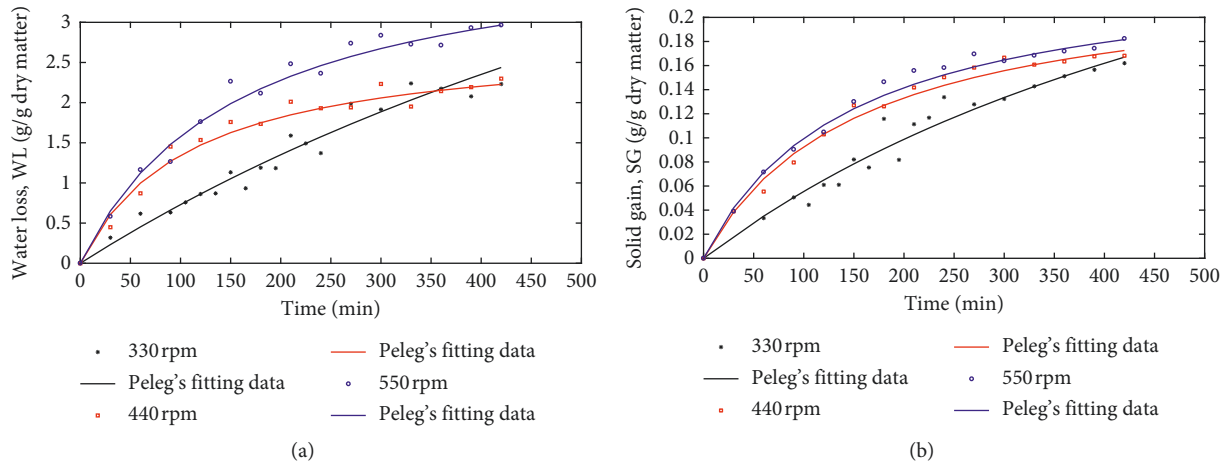 3
2.5
2
1.5
1
0.5
0
0 50 100 150 200 250 300 350 400 450 500
Water loss, WL (g/g dry matter)
Time (min)
330 rpm
Peleg's fitting data
440 rpm
Peleg's fitting data
550 rpm
Peleg's fitting data
(a)
0.2
0.18
0.16
0.14
0.12
0.1
0.08
0.06
0.04
0.02
0
0 50 100 150 200 250 300 350 400 450 500
Solid gain, SG (g/g dry matter)
Time (min)
330 rpm
Peleg's fitting data
440 rpm
Peleg's fitting data
550 rpm
Peleg's fitting data
(b)